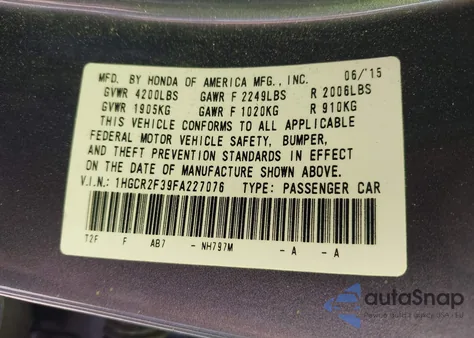 MFD. BY HONDA OF AMERICA MFG., INC. 06/'15
GVWR 4200LBS GAWR F 2249LBS R 2006LBS
GVWR 1905KG GAWR F 1020KG R 910KG
THIS VEHICLE CONFORMS TO ALL APPLICABLE
FEDERAL MOTOR VEHICLE SAFETY, BUMPER,
AND THEFT PREVENTION STANDARDS IN EFFECT
ON THE DATE OF MANUFACTURE SHOWN ABOVE.
V.I.N.: 1HGCR2F39FA227076 TYPE: PASSENGER CAR
T2F F AB7 - NH797M - A - A
autoSnap